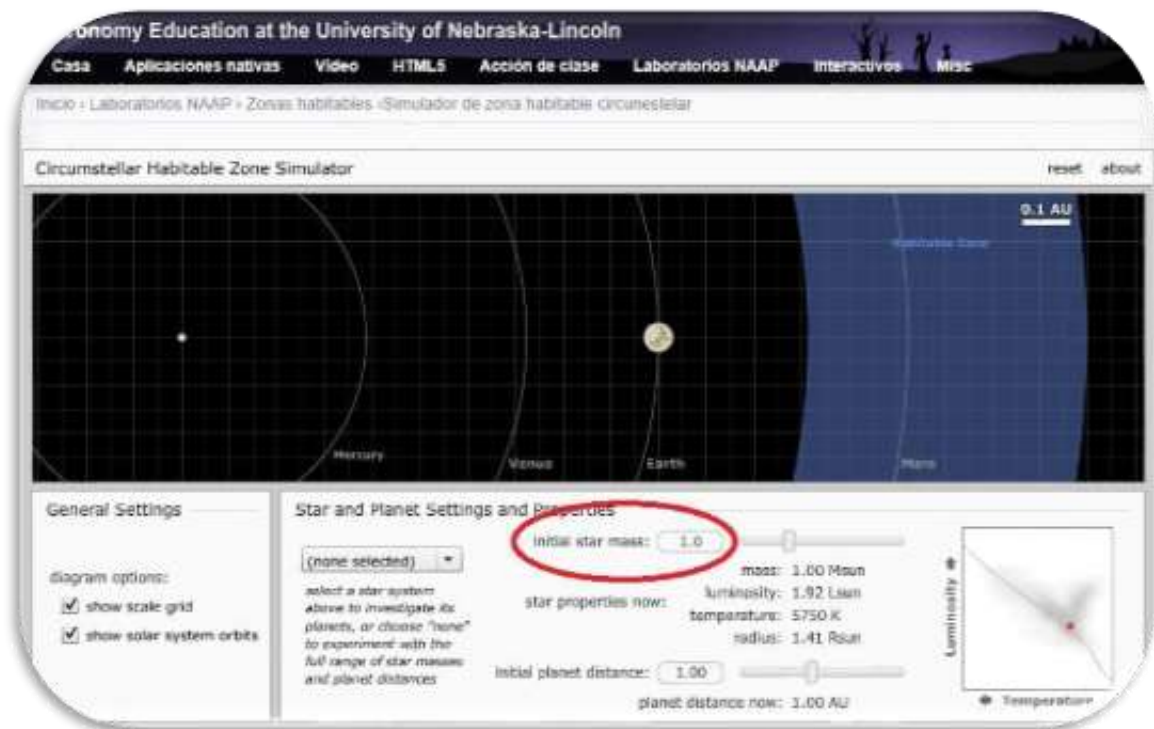 onomy Education at the University of Nebraska-Lincoln
Casa Aplicaciones nativas Video HTML5 Acción de clase Laboratorios NAAP Interactivos Misc
Inicio › Laboratorios NAAP › Zonas habitables ›Simulador de zona habitable circunestelar
Circumstellar Habitable Zone Simulator reset about
0.1 AU
Habitable Zone
Mercury Venus Earth Mars
General Settings
diagram options:
show scale grid
show solar system orbits
Star and Planet Settings and Properties
(none selected)
select a star system
above to investigate its
planets, or choose "none"
to experiment with the
full range of star masses
and planet distances
initial star mass: 1.0
star properties now:
mass: 1.00 Msun
luminosity: 1.92 Lsun
temperature: 5750 K
radius: 1.41 Rsun
initial planet distance: 1.00
planet distance now: 1.00 AU
Luminosity
Temperature